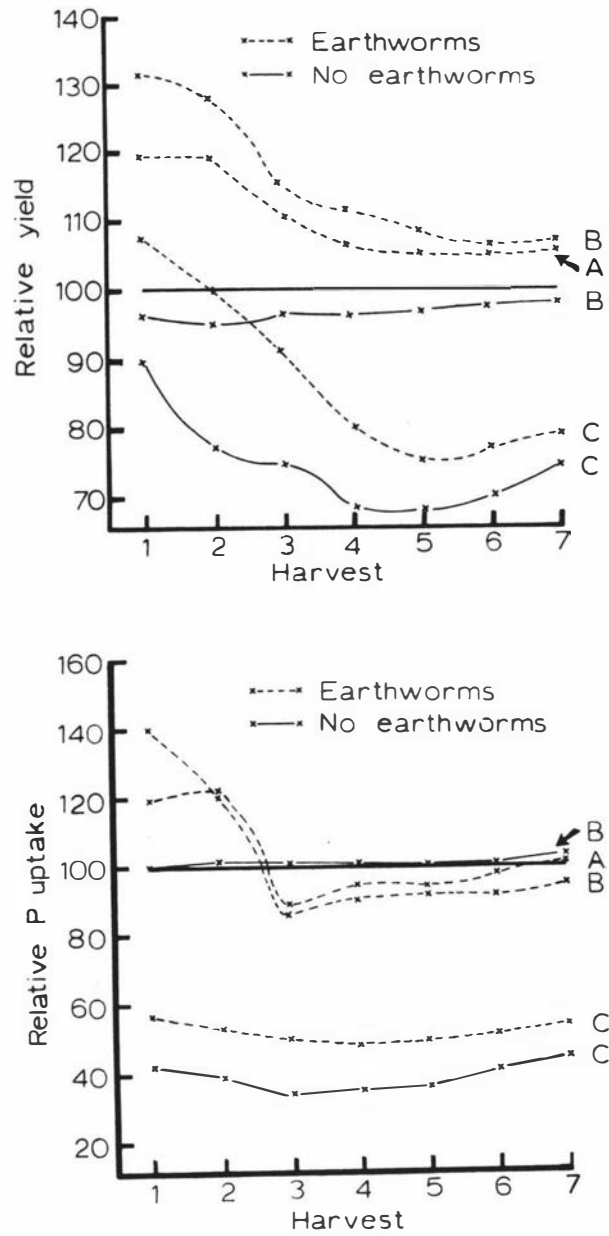 140
130
120
110
100
90
80
70
Relative yield
Earthworms
No earthworms
B
A
B
C
C
1 2 3 4 5 6 7
Harvest
160
140
120
100
80
60
40
20
Relative P uptake
Earthworms
No earthworms
B
A
B
C
C
1 2 3 4 5 6 7
Harvest